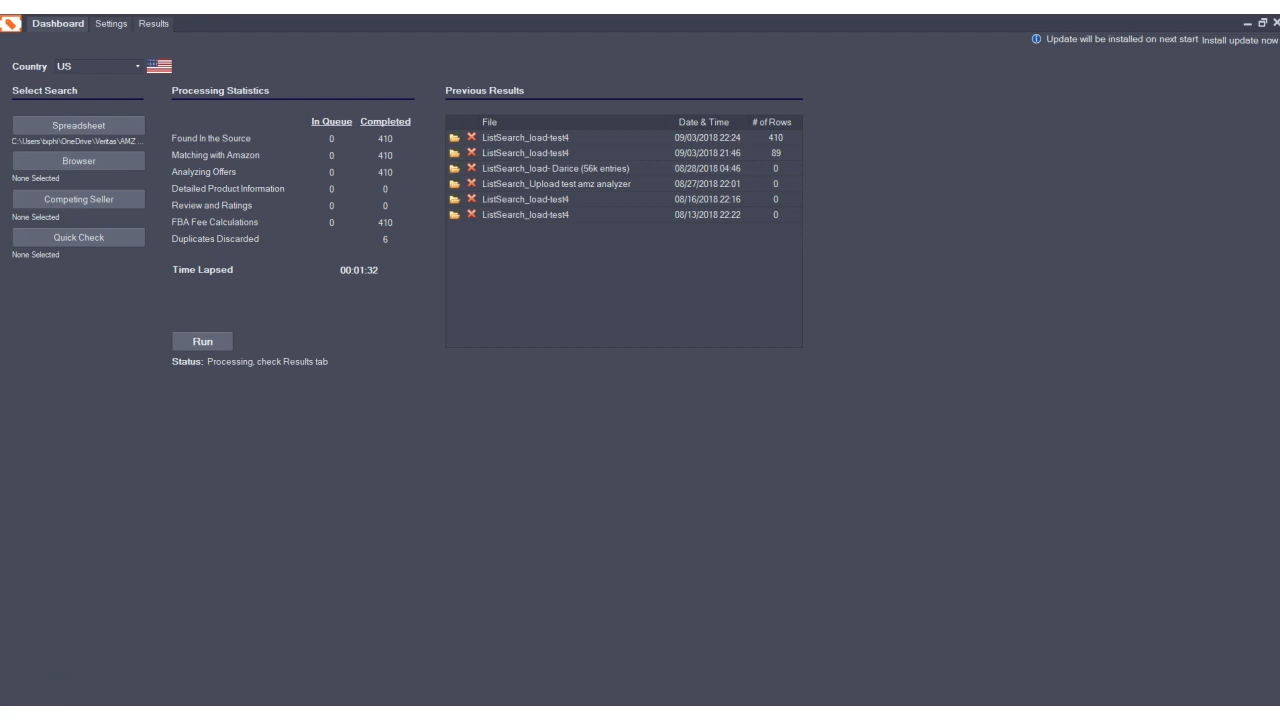 Dashboard Settings Results
Update will be installed on next start Install update now
Country US
Select Search
Spreadsheet
C:\Users\txphi\OneDrive\Veritas\AMZ ...
Browser
None Selected
Competing Seller
None Selected
Quick Check
None Selected
Processing Statistics
In Queue Completed
Found In the Source 0 410
Matching with Amazon 0 410
Analyzing Offers 0 410
Detailed Product Information 0 0
Review and Ratings 0 0
FBA Fee Calculations 0 410
Duplicates Discarded 6
Time Lapsed 00:01:32
Run
Status: Processing, check Results tab
Previous Results
File Date & Time # of Rows
ListSearch_load-test4 09/03/2018 22:24 410
ListSearch_load-test4 09/03/2018 21:46 89
ListSearch_load- Darice (56k entries) 08/28/2018 04:46 0
ListSearch_Upload test amz analyzer 08/27/2018 22:01 0
ListSearch_load-test4 08/16/2018 22:16 0
ListSearch_load-test4 08/13/2018 22:22 0